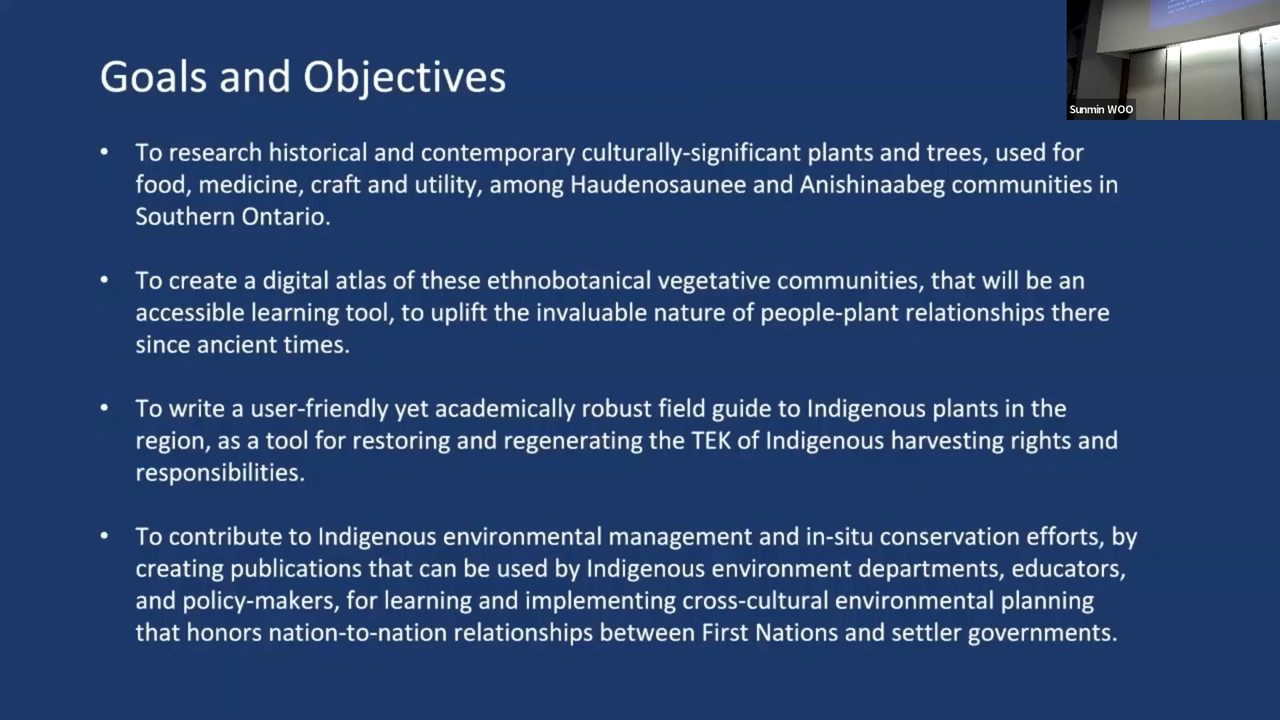 Goals and Objectives
Sunmin WOO
• To research historical and contemporary culturally-significant plants and trees, used for
food, medicine, craft and utility, among Haudenosaunee and Anishinaabeg communities in
Southern Ontario.
• To create a digital atlas of these ethnobotanical vegetative communities, that will be an
accessible learning tool, to uplift the invaluable nature of people-plant relationships there
since ancient times.
• To write a user-friendly yet academically robust field guide to Indigenous plants in the
region, as a tool for restoring and regenerating the TEK of Indigenous harvesting rights and
responsibilities.
• To contribute to Indigenous environmental management and in-situ conservation efforts, by
creating publications that can be used by Indigenous environment departments, educators,
and policy-makers, for learning and implementing cross-cultural environmental planning
that honors nation-to-nation relationships between First Nations and settler governments.